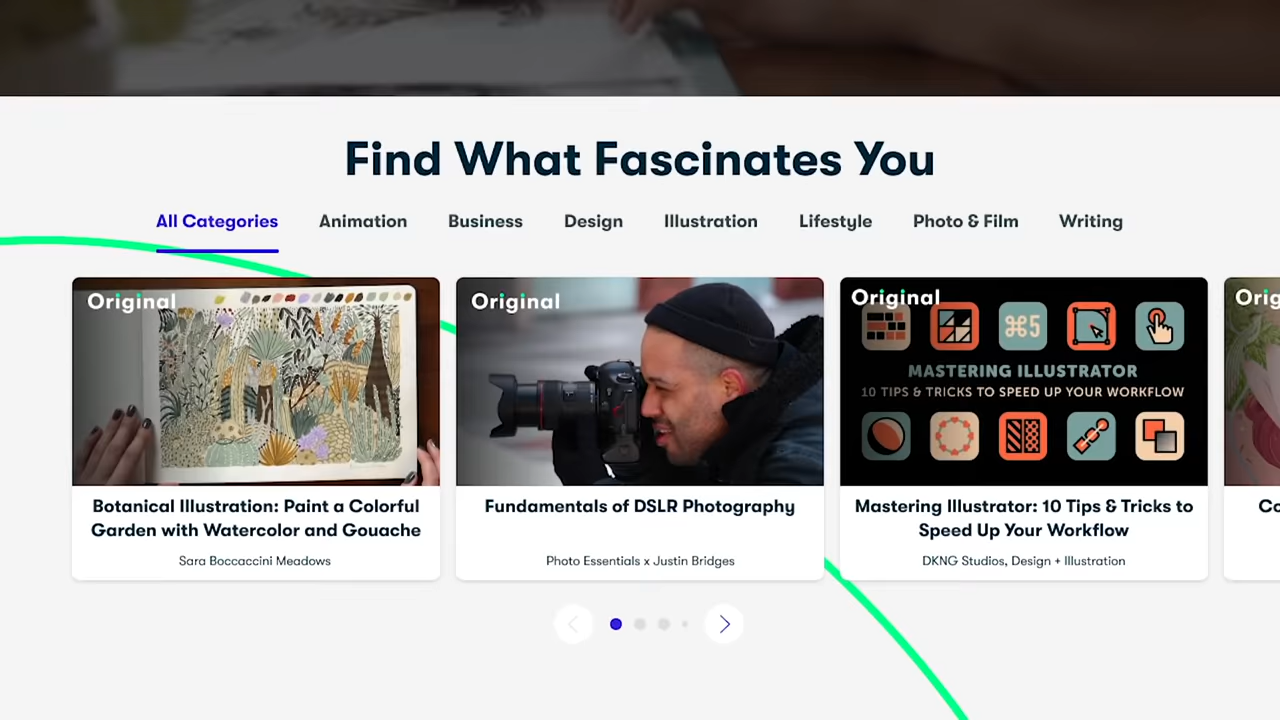 Find What Fascinates You
All Categories Animation Business Design Illustration Lifestyle Photo & Film Writing
Original
Botanical Illustration: Paint a Colorful
Garden with Watercolor and Gouache
Sara Boccaccini Meadows
Original
Fundamentals of DSLR Photography
Photo Essentials x Justin Bridges
Original
⌘5
MASTERING ILLUSTRATOR
10 TIPS & TRICKS TO SPEED UP YOUR WORKFLOW
Mastering Illustrator: 10 Tips & Tricks to
Speed Up Your Workflow
DKNG Studios, Design + Illustration